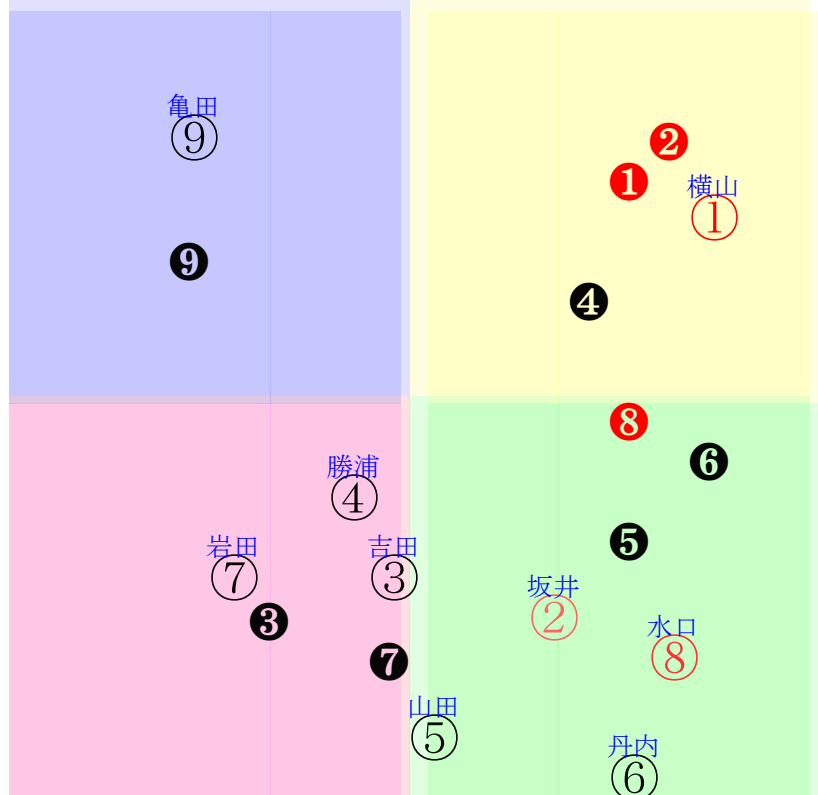 亀田
⑨
❷
❶
横山
①
❾
❹
❽
❻
勝浦
④
❺
岩田
⑦
吉田
③
坂井
②
❸
水口
⑧
❼
山田
⑤
丹内
⑥